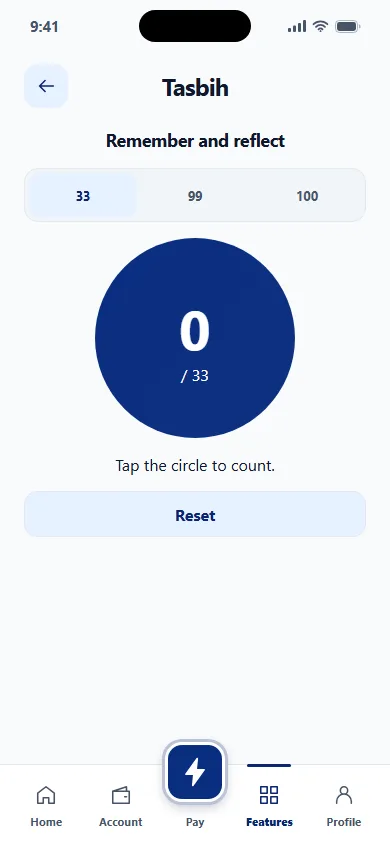 9:41
Tasbih
Remember and reflect
33 99 100
0
/ 33
Tap the circle to count.
Reset
Home Account Pay Features Profile